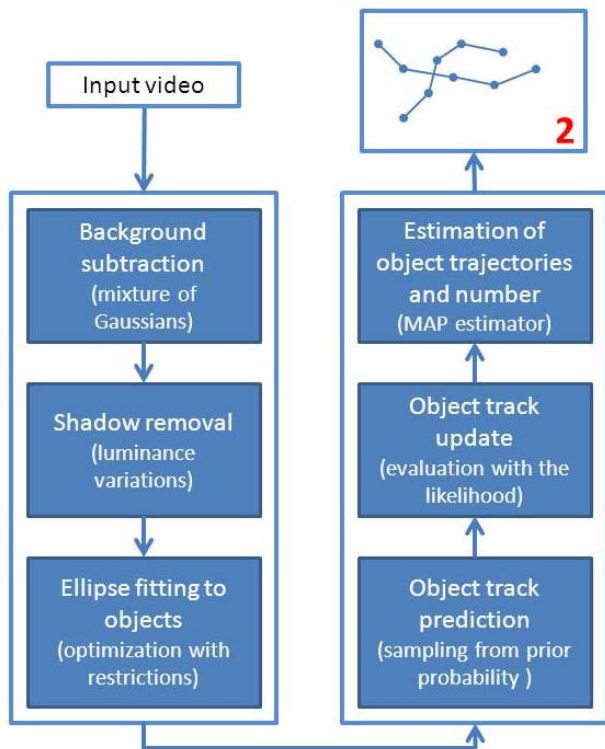 Input video
Background
subtraction
(mixture of
Gaussians)
Shadow removal
(luminance
variations)
Ellipse fitting to
objects
(optimization with
restrictions)
Object track
prediction
(sampling from prior
probability )
Object track
update
(evaluation with the
likelihood)
Estimation of
object trajectories
and number
(MAP estimator)
2